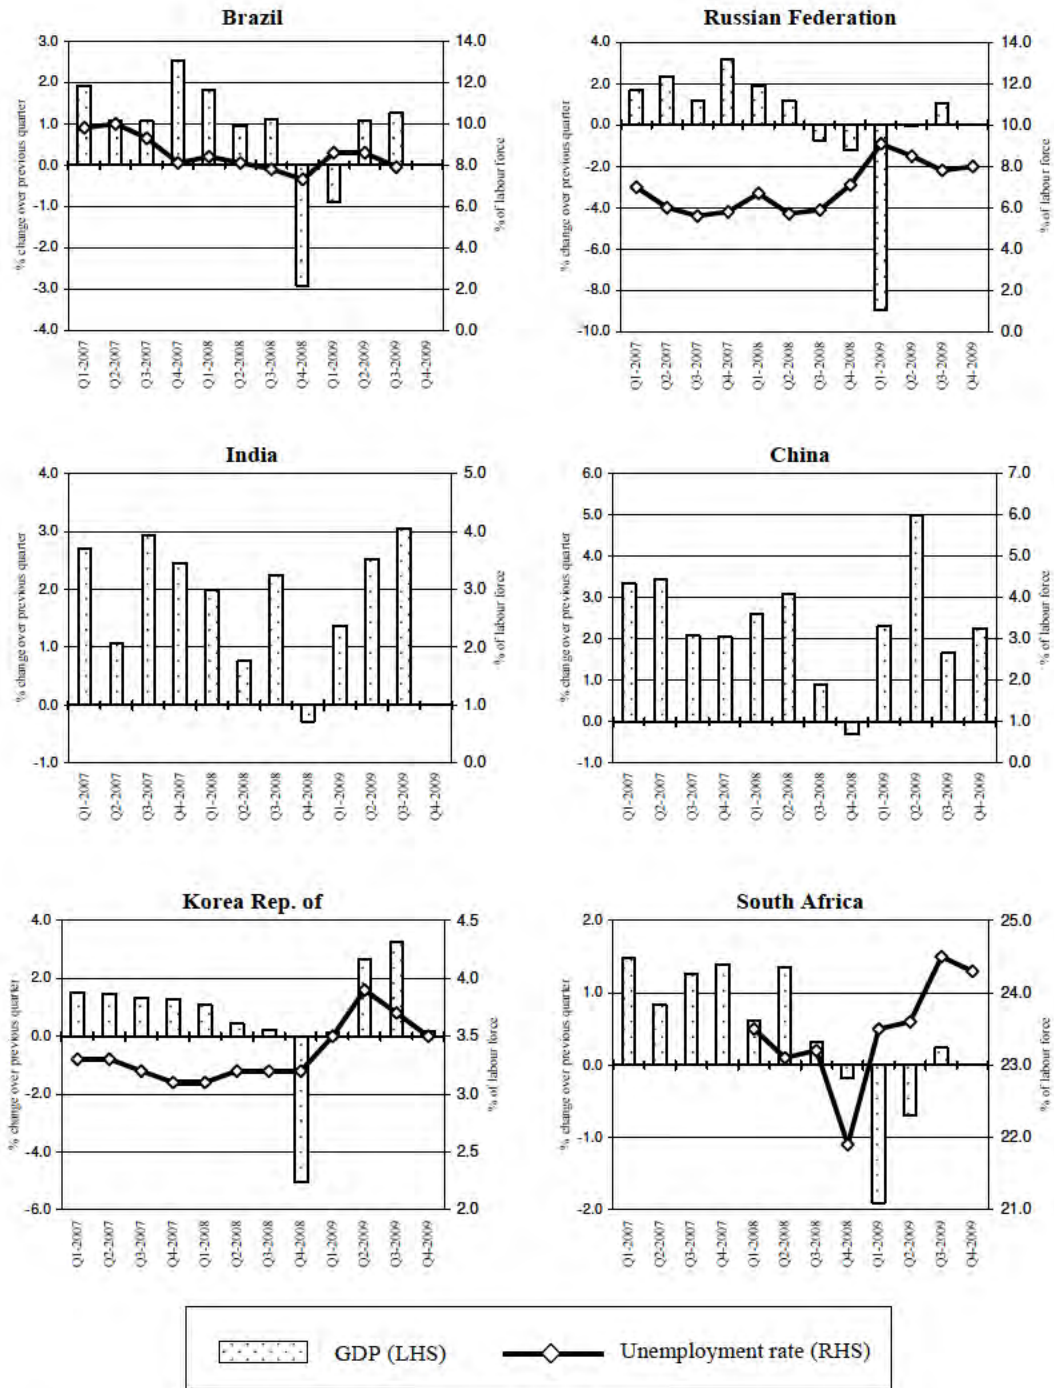 Brazil
% change over previous quarter
3.0
2.0
1.0
0.0
-1.0
-2.0
-3.0
-4.0
14.0
12.0
10.0
8.0
6.0
4.0
2.0
0.0
% of labour force
Q1-2007
Q2-2007
Q3-2007
Q4-2007
Q1-2008
Q2-2008
Q3-2008
Q4-2008
Q1-2009
Q2-2009
Q3-2009
Q4-2009
Russian Federation
% change over previous quarter
4.0
2.0
0.0
-2.0
-4.0
-6.0
-8.0
-10.0
14.0
12.0
10.0
8.0
6.0
4.0
2.0
0.0
% of labour force
Q1-2007
Q2-2007
Q3-2007
Q4-2007
Q1-2008
Q2-2008
Q3-2008
Q4-2008
Q1-2009
Q2-2009
Q3-2009
Q4-2009
India
% change over previous quarter
4.0
3.0
2.0
1.0
0.0
-1.0
5.0
4.0
3.0
2.0
1.0
0.0
% of labour force
Q1-2007
Q2-2007
Q3-2007
Q4-2007
Q1-2008
Q2-2008
Q3-2008
Q4-2008
Q1-2009
Q2-2009
Q3-2009
Q4-2009
China
% change over previous quarter
6.0
5.0
4.0
3.0
2.0
1.0
0.0
-1.0
7.0
6.0
5.0
4.0
3.0
2.0
1.0
0.0
% of labour force
Q1-2007
Q2-2007
Q3-2007
Q4-2007
Q1-2008
Q2-2008
Q3-2008
Q4-2008
Q1-2009
Q2-2009
Q3-2009
Q4-2009
Korea Rep. of
% change over previous quarter
4.0
2.0
0.0
-2.0
-4.0
-6.0
4.5
4.0
3.5
3.0
2.5
2.0
% of labour force
Q1-2007
Q2-2007
Q3-2007
Q4-2007
Q1-2008
Q2-2008
Q3-2008
Q4-2008
Q1-2009
Q2-2009
Q3-2009
Q4-2009
South Africa
% change over previous quarter
2.0
1.0
0.0
-1.0
-2.0
25.0
24.0
23.0
22.0
21.0
% of labour force
Q1-2007
Q2-2007
Q3-2007
Q4-2007
Q1-2008
Q2-2008
Q3-2008
Q4-2008
Q1-2009
Q2-2009
Q3-2009
Q4-2009
GDP (LHS)
Unemployment rate (RHS)